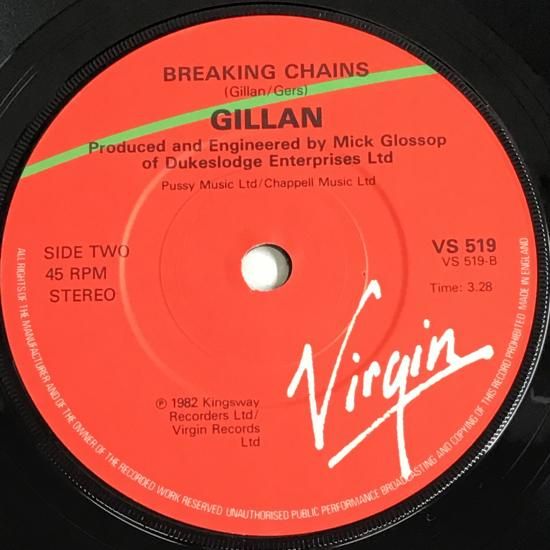 BREAKING CHAINS
(Gillan/Gers)
GILLAN
Produced and Engineered by Mick Glossop
of Dukeslodge Enterprises Ltd
Pussy Music Ltd/Chappell Music Ltd
SIDE TWO
45 RPM
STEREO
VS 519
VS 519-B
Time: 3.28
℗ 1982 Kingsway
Recorders Ltd/
Virgin Records
Ltd
Virgin
ALL RIGHTS OF THE MANUFACTURER AND OF THE OWNER OF THE RECORDED WORK RESERVED UNAUTHORISED PUBLIC PERFORMANCE BROADCASTING AND COPYING OF THIS RECORD PROHIBITED MADE IN ENGLAND